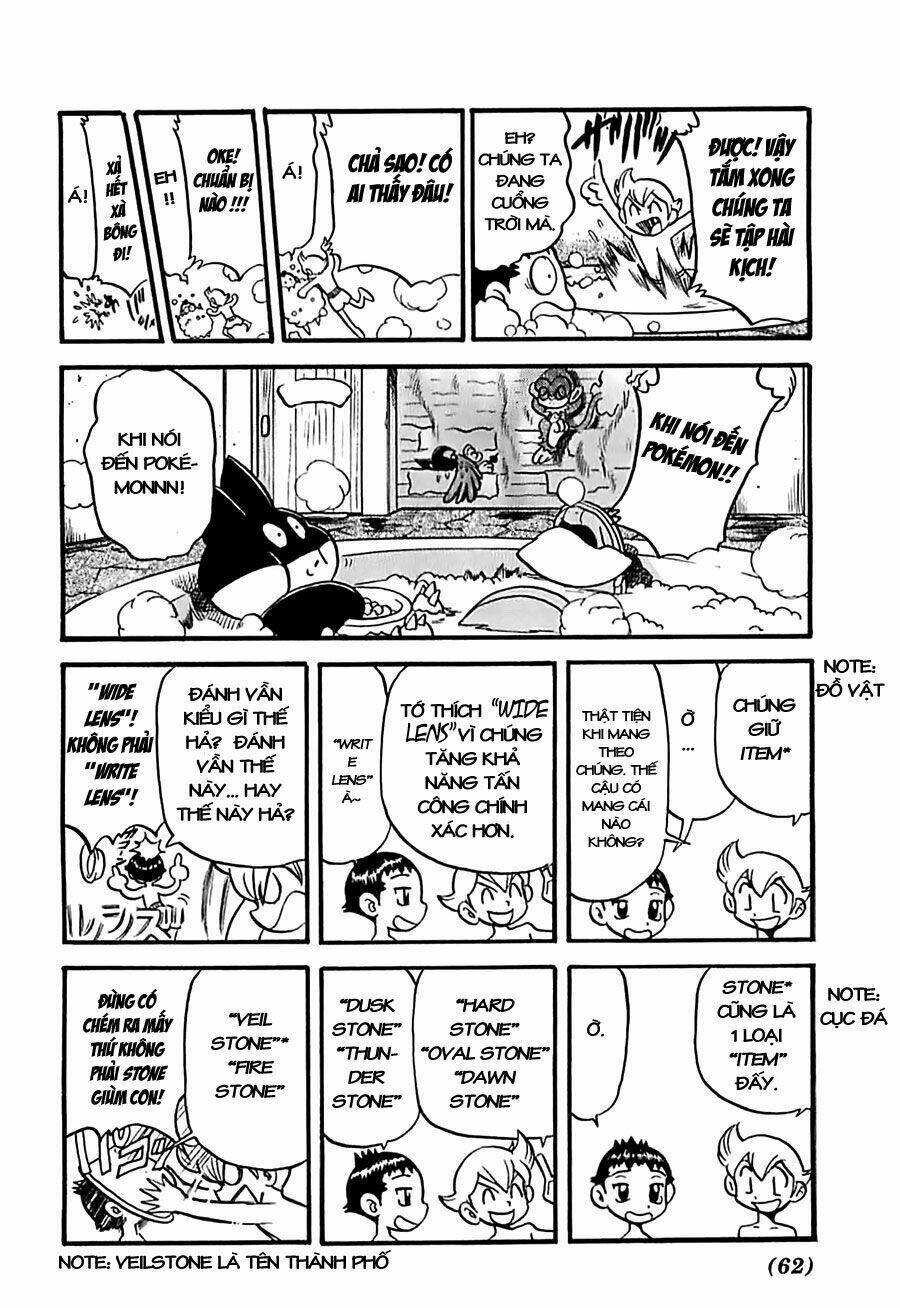 ĐƯỢC! VẬY
TẮM XONG
CHÚNG TA
SẼ TẬP HÀI
KỊCH!
EH?
CHÚNG TA
ĐANG
CUỔNG
TRỜI MÀ.
CHẢ SAO! CÓ
AI THẤY ĐÂU!
Á!
OKE!
CHUẨN BỊ
NÀO !!!
EH
!!
XẢ
HẾT
XÀ
BÔNG
ĐI!
Á!
KHI NÓI ĐẾN
POKÉMON!!
KHI NÓI
ĐẾN POKÉ-
MONNN!
NOTE:
ĐỒ VẬT
CHÚNG
GIỮ
ITEM*
Ờ
...
THẬT TIỆN
KHI MANG
THEO
CHÚNG. THẾ
CẬU CÓ
MANG CÁI
NÀO
KHÔNG?
TỚ THÍCH "WIDE
LENS" VÌ CHÚNG
TĂNG KHẢ
NĂNG TẤN
CÔNG CHÍNH
XÁC HƠN.
"WRIT
E
LENS"
À~
ĐÁNH VẦN
KIỂU GÌ THẾ
HẢ? ĐÁNH
VẦN THẾ
NÀY... HAY
THẾ NÀY HẢ?
"WIDE
LENS"!
KHÔNG PHẢI
"WRITE
LENS"!
NOTE:
CỤC ĐÁ
STONE*
CŨNG LÀ
1 LOẠI
"ITEM"
ĐẤY.
Ờ.
"HARD
STONE"
"OVAL STONE"
"DAWN
STONE"
"DUSK
STONE"
"THUN-
DER
STONE"
"VEIL
STONE"*
"FIRE
STONE"
ĐỪNG CÓ
CHÉM RA MẤY
THỨ KHÔNG
PHẢI STONE
GIÙM CON!
NOTE: VEILSTONE LÀ TÊN THÀNH PHỐ
(62)